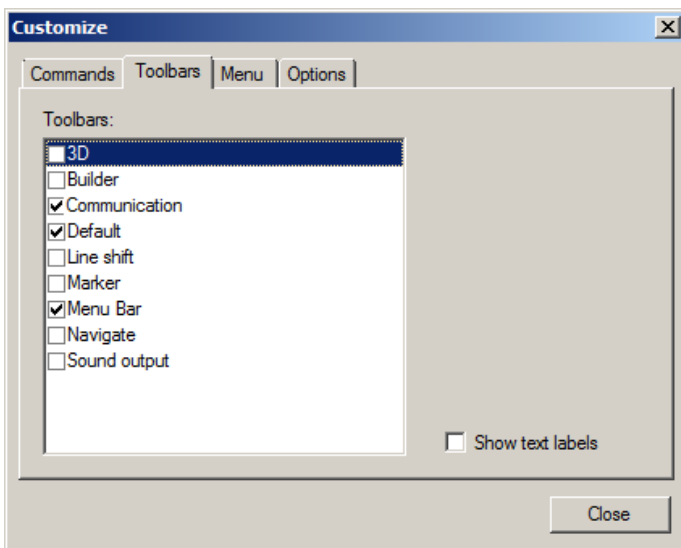 Customize
Commands Toolbars Menu Options
Toolbars:
3D
Builder
Communication
Default
Line shift
Marker
Menu Bar
Navigate
Sound output
Show text labels
Close